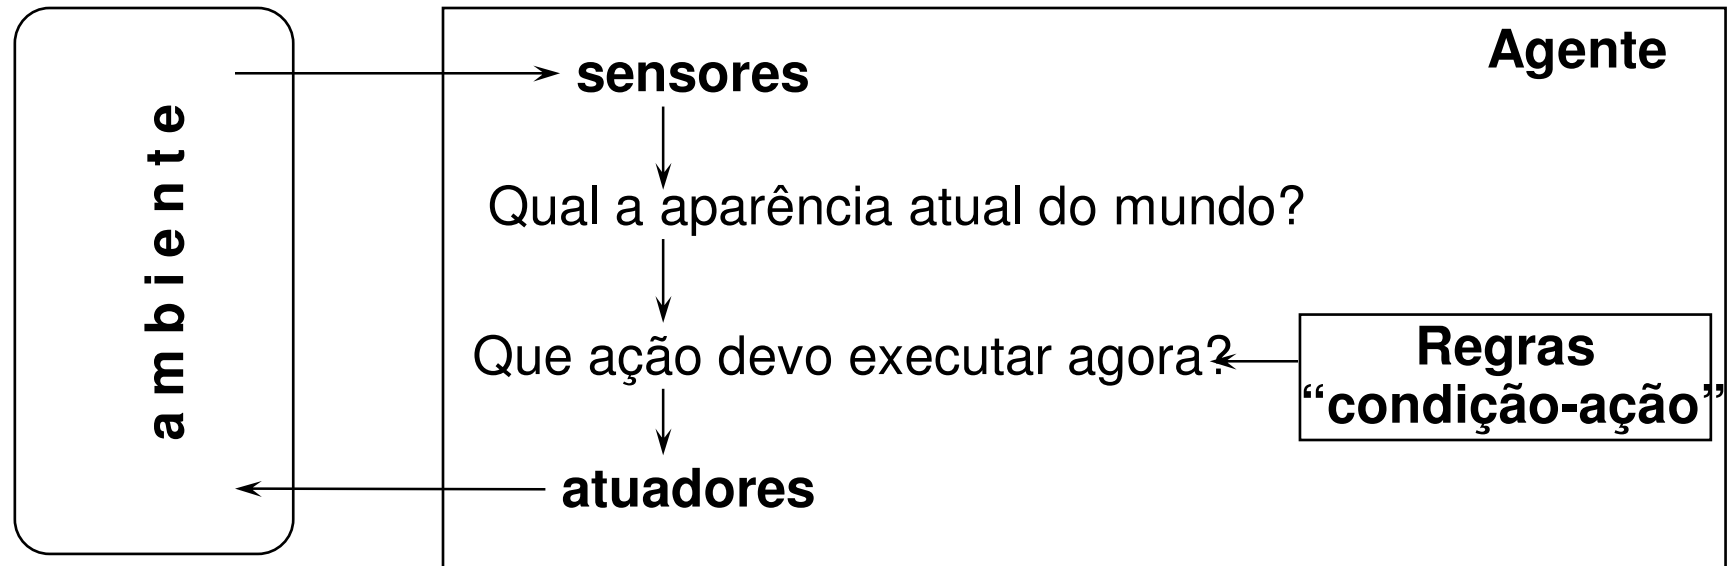 Agente
sensores
ambiente
Qual a aparência atual do mundo?
Que ação devo executar agora?
Regras
“condição-ação”
atuadores